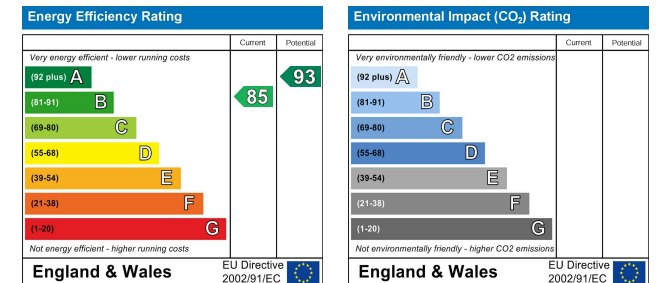 Energy Efficiency Rating
Current Potential
Very energy efficient - lower running costs
(92 plus) A
(81-91) B
(69-80) C
(55-68) D
(39-54) E
(21-38) F
(1-20) G
85
93
Not energy efficient - higher running costs
England & Wales
EU Directive
2002/91/EC
Environmental Impact (CO₂) Rating
Current Potential
Very environmentally friendly - lower CO2 emissions
(92 plus) A
(81-91) B
(69-80) C
(55-68) D
(39-54) E
(21-38) F
(1-20) G
Not environmentally friendly - higher CO2 emissions
England & Wales
EU Directive
2002/91/EC